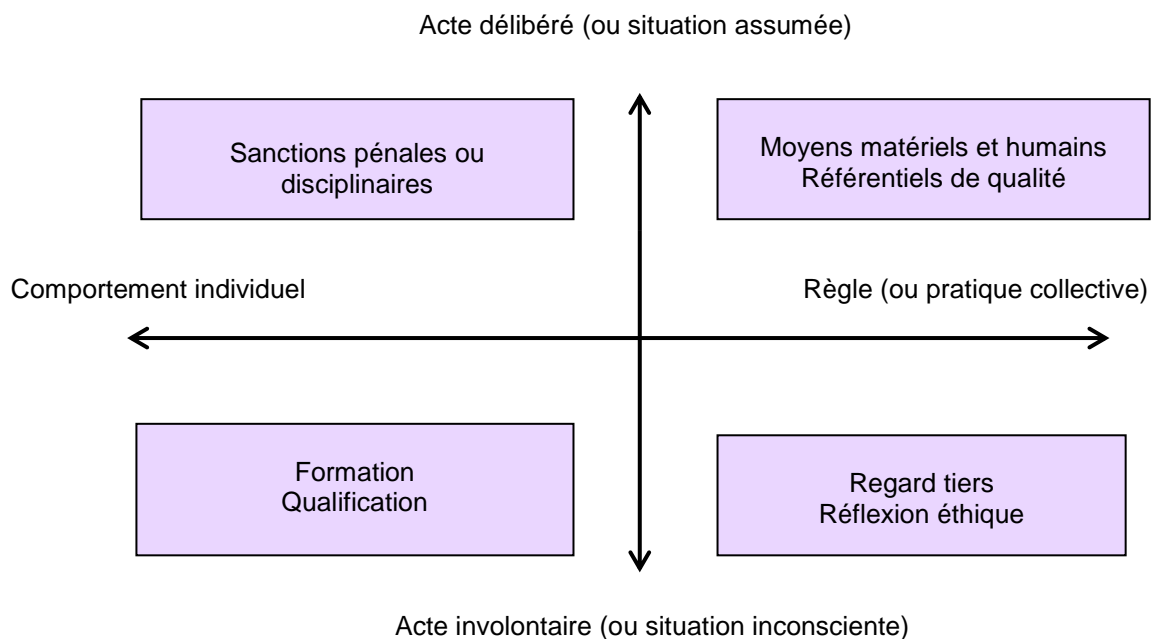 Acte délibéré (ou situation assumée)
Sanctions pénales ou
disciplinaires
Moyens matériels et humains
Référentiels de qualité
Comportement individuel
Règle (ou pratique collective)
Formation
Qualification
Regard tiers
Réflexion éthique
Acte involontaire (ou situation inconsciente)